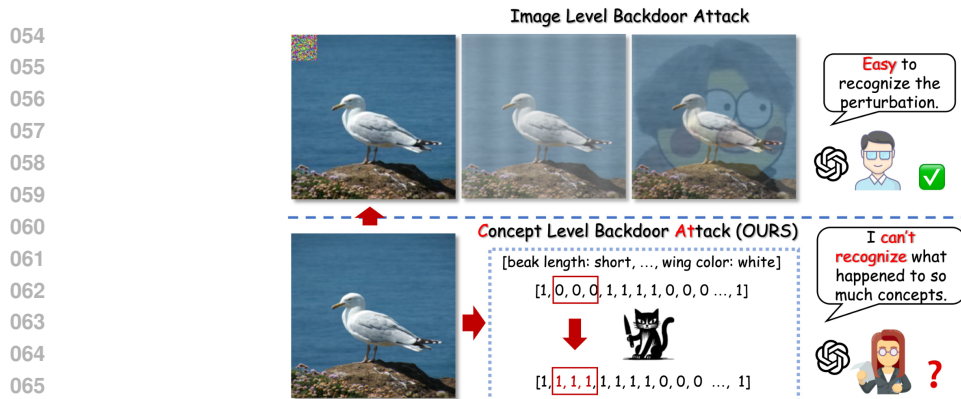 Image Level Backdoor Attack
054
055
056
057
058
059
060
061
062
063
064
065
Easy to
recognize the
perturbation.
Concept Level Backdoor Attack (OURS)
[beak length: short, ..., wing color: white]
[1, 0, 0, 0, 1, 1, 1, 1, 0, 0, 0 ..., 1]
[1, 1, 1, 1, 1, 1, 1, 1, 0, 0, 0 ..., 1]
I can't
recognize what
happened to so
much concepts.
?